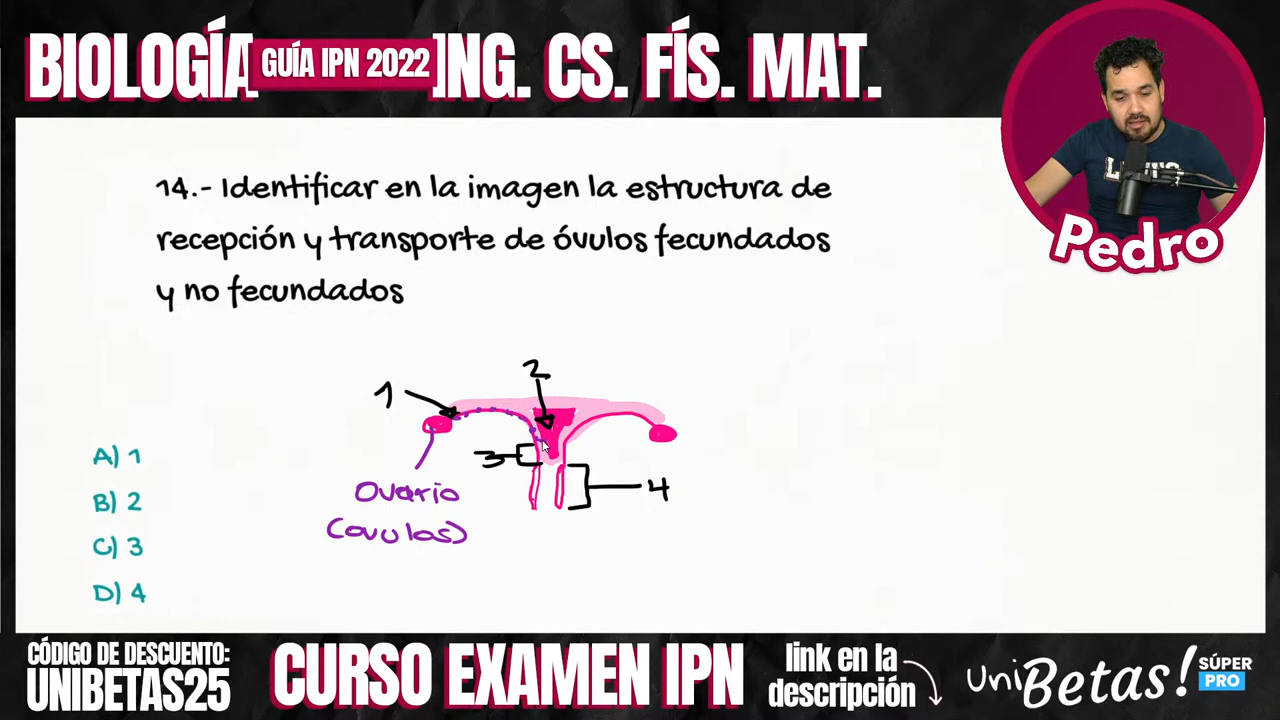 BIOLOGÍA[GUÍA IPN 2022]ING. CS. FÍS. MAT.
Pedro
14.- Identificar en la imagen la estructura de
recepción y transporte de óvulos fecundados
y no fecundados
2
1
3
4
Ovario
(ovulos)
A) 1
B) 2
C) 3
D) 4
CÓDIGO DE DESCUENTO:
UNIBETAS25
CURSO EXAMEN IPN
link en la
descripción
uniBetas!
SÚPER
PRO